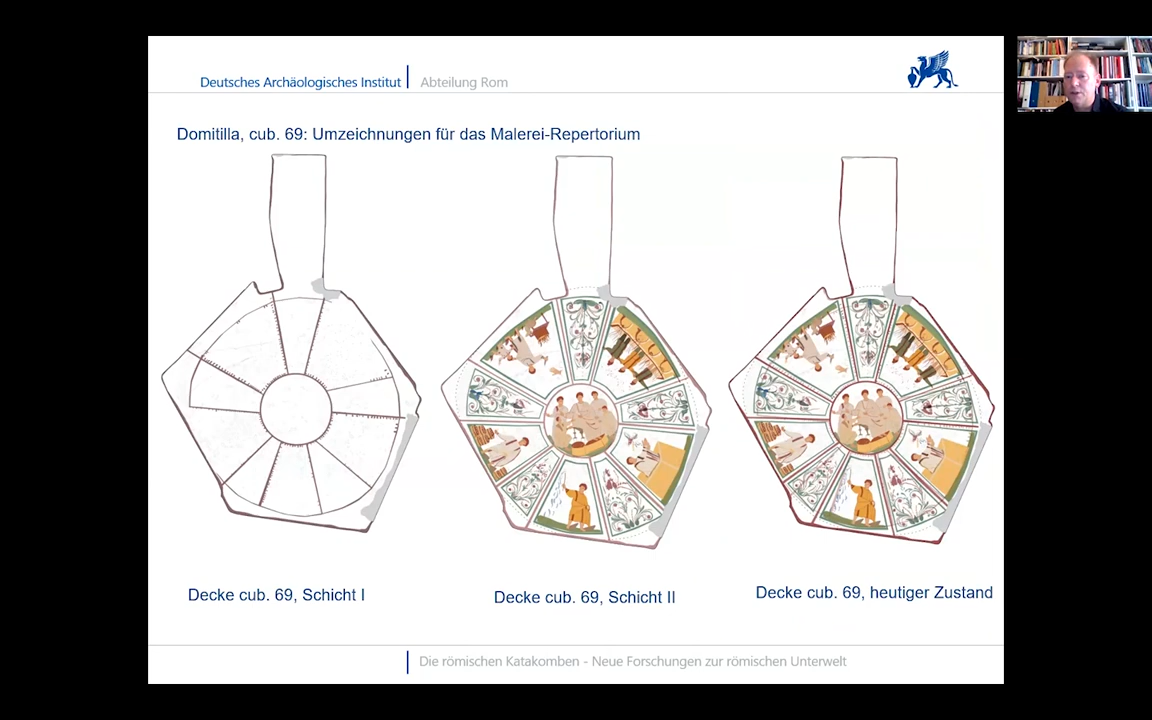 Deutsches Archäologisches Institut
Abteilung Rom
Domitilla, cub. 69: Umzeichnungen für das Malerei-Repertorium
Decke cub. 69, Schicht I
Decke cub. 69, Schicht II
Decke cub. 69, heutiger Zustand
Die römischen Katakomben - Neue Forschungen zur römischen Unterwelt